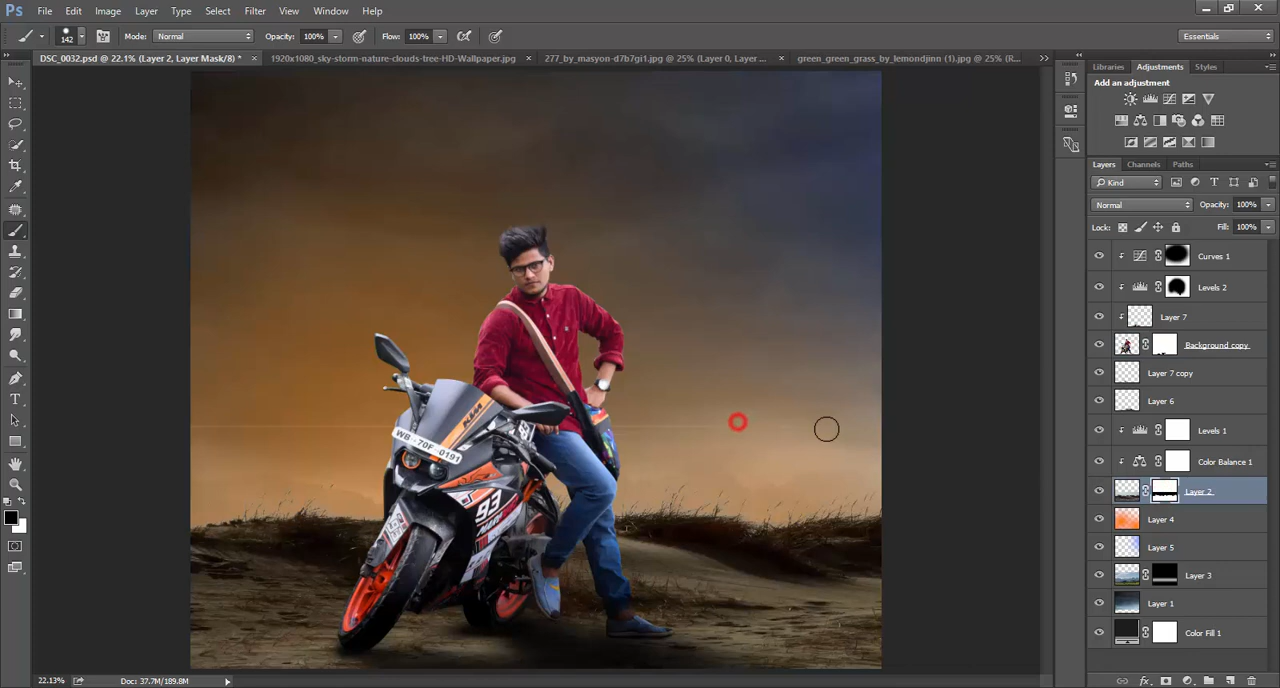 Ps File Edit Image Layer Type Select Filter View Window Help
142 Mode: Normal Opacity: 100% Flow: 100% Essentials
DSC_0032.psd @ 22.1% (Layer 2, Layer Mask/8) * × 1920x1080_sky-storm-nature-clouds-tree-HD-Wallpaper.jpg × 277_by_masyon-d7b7gi1.jpg @ 25% (Layer 0, Layer ... × green_green_grass_by_lemondjinn (1).jpg @ 25% (R...
Libraries Adjustments Styles
Add an adjustment
Layers Channels Paths
Kind
Normal Opacity: 100%
Lock: Fill: 100%
Curves 1
Levels 2
Layer 7
Background copy
Layer 7 copy
Layer 6
Levels 1
Color Balance 1
Layer 2
Layer 4
Layer 5
Layer 3
Layer 1
Color Fill 1
KTM
WB-70F-0191
93
22.13% Doc: 37.7M/189.8M